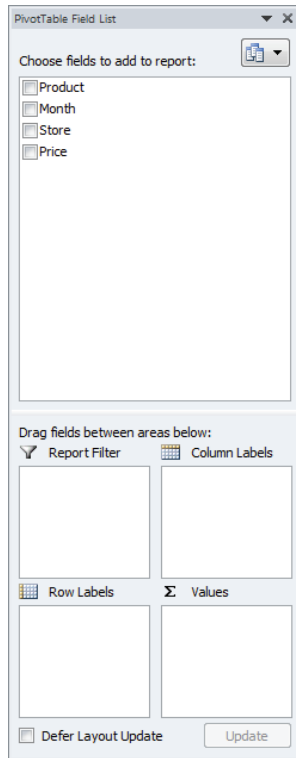 PivotTable Field List
Choose fields to add to report:
Product
Month
Store
Price
Drag fields between areas below:
Report Filter
Column Labels
Row Labels
Σ Values
Defer Layout Update
Update